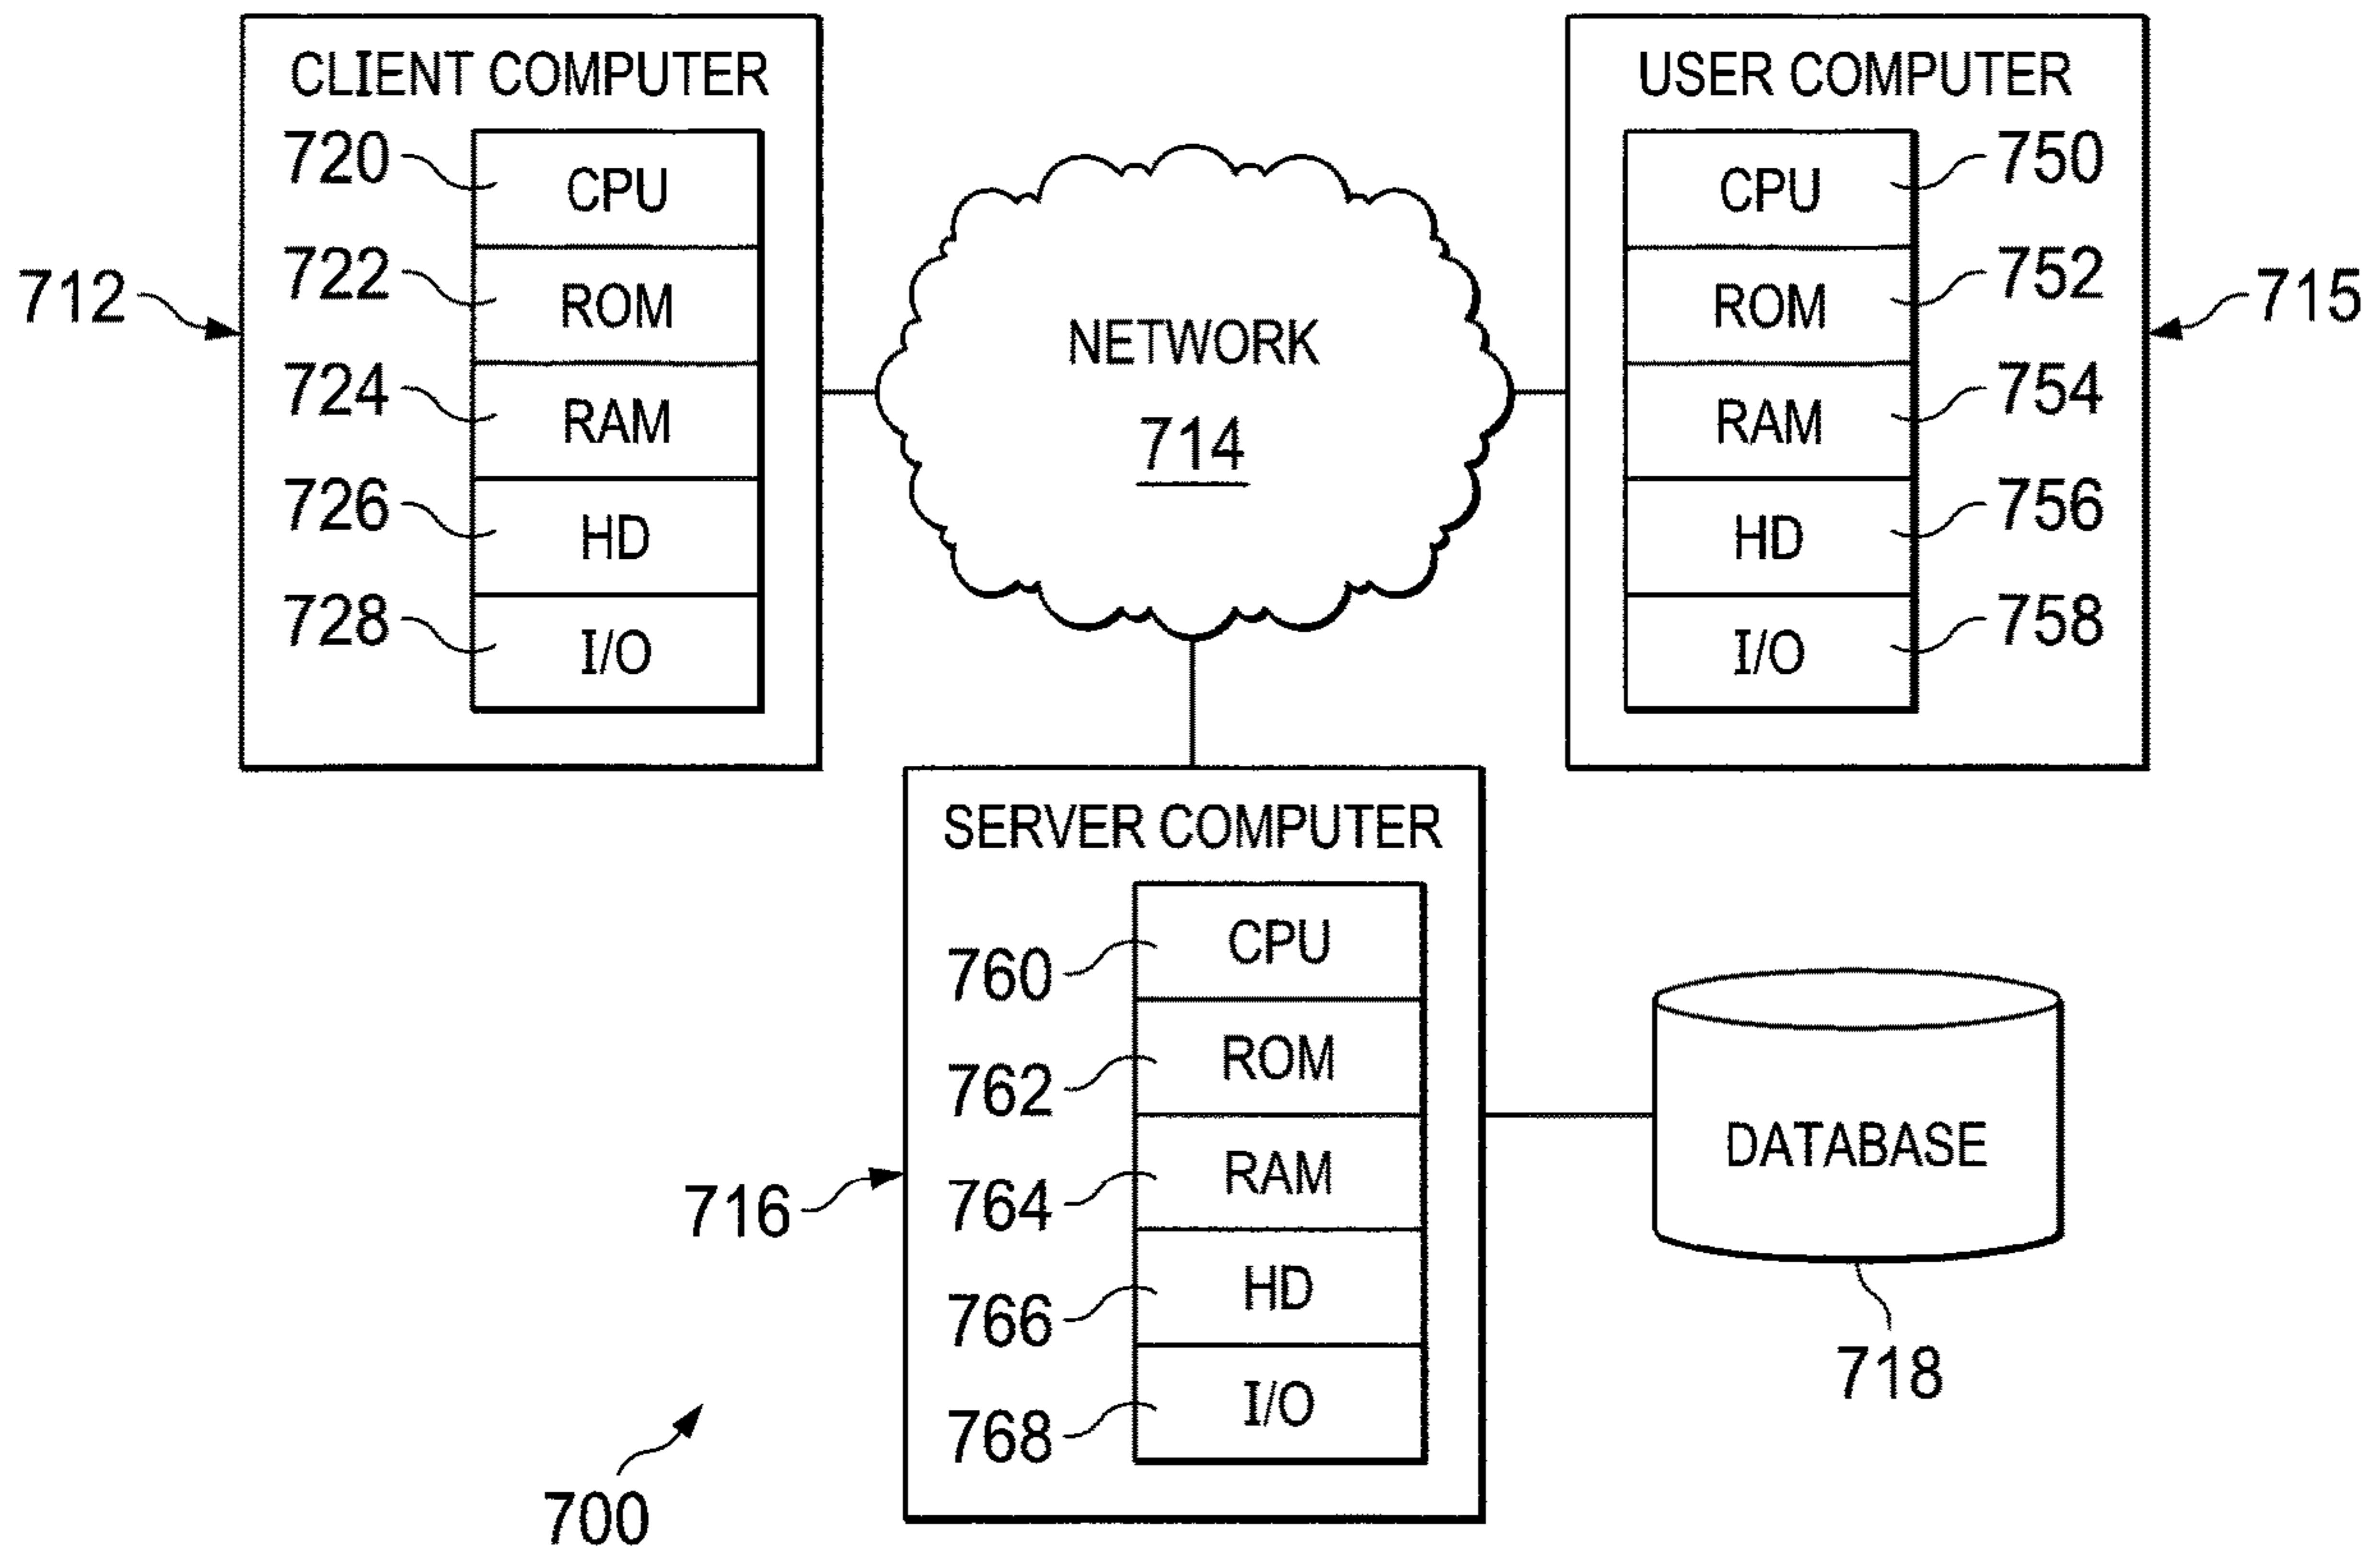 CLIENT COMPUTER
720 CPU
722 ROM
724 RAM
726 HD
728 I/O
712
NETWORK
714
USER COMPUTER
CPU 750
ROM 752
RAM 754
HD 756
I/O 758
715
SERVER COMPUTER
760 CPU
762 ROM
764 RAM
766 HD
768 I/O
716
DATABASE
718
700